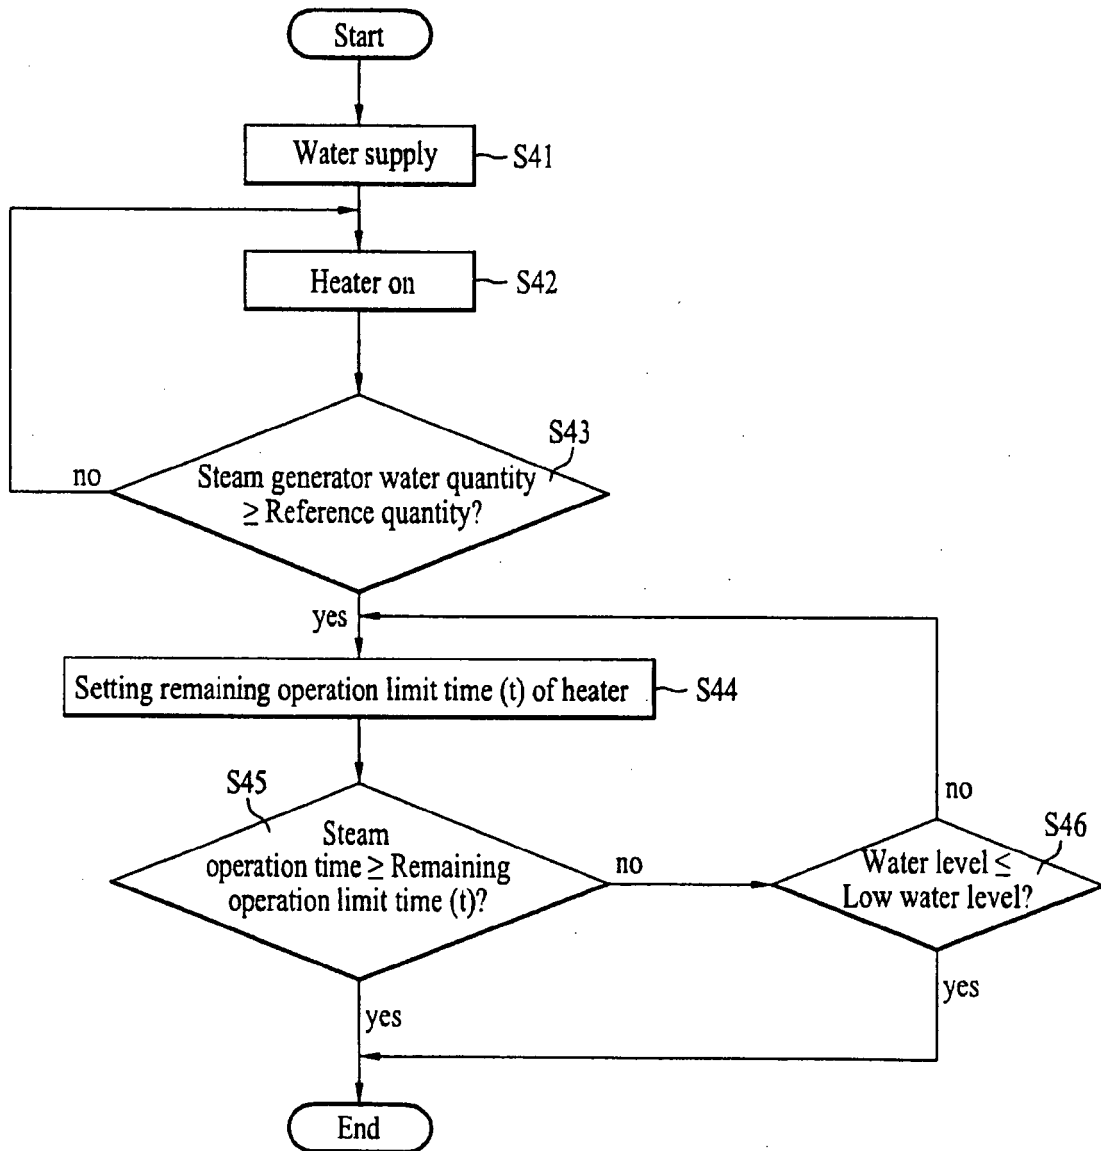 Start
Water supply
S41
Heater on
S42
S43
Steam generator water quantity
≥ Reference quantity?
no
yes
Setting remaining operation limit time (t) of heater
S44
S45
Steam
operation time ≥ Remaining
operation limit time (t)?
no
no
S46
Water level ≤
Low water level?
yes
yes
End